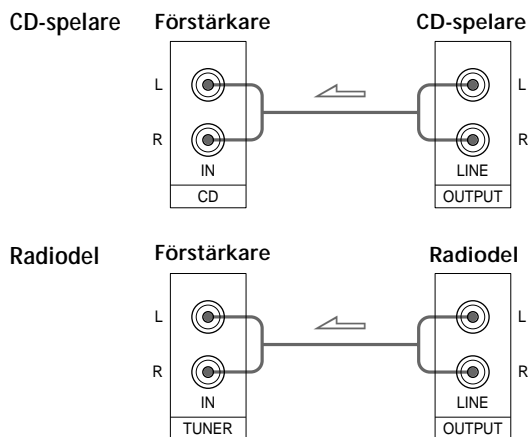 CD-spelare Förstärkare CD-spelare
L L
R R
IN LINE
CD OUTPUT
Radiodel Förstärkare Radiodel
L L
R R
IN LINE
TUNER OUTPUT